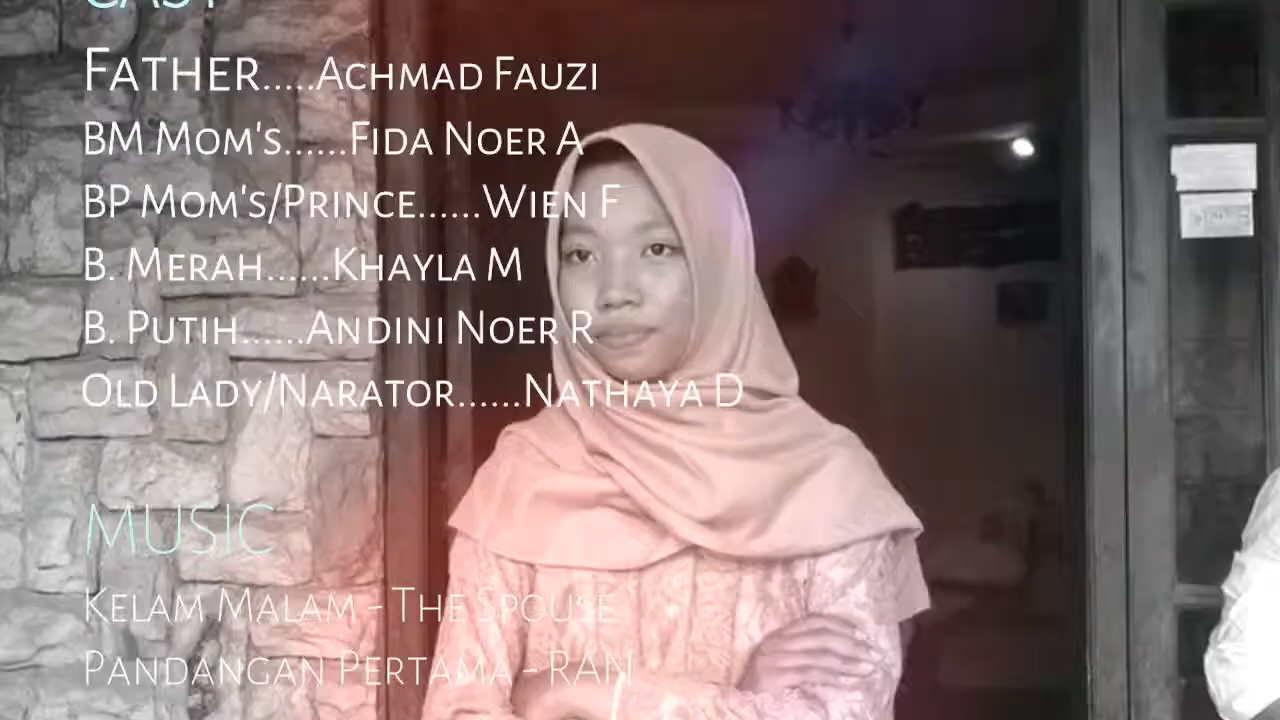 CAST
FATHER.....ACHMAD FAUZI
BM MOM'S......FIDA NOER A
BP MOM'S/PRINCE......WIEN F
B. MERAH......KHAYLA M
B. PUTIH......ANDINI NOER R
OLD LADY/NARATOR......NATHAYA D
MUSIC
KELAM MALAM - THE SPOUSE
PANDANGAN PERTAMA - RAN